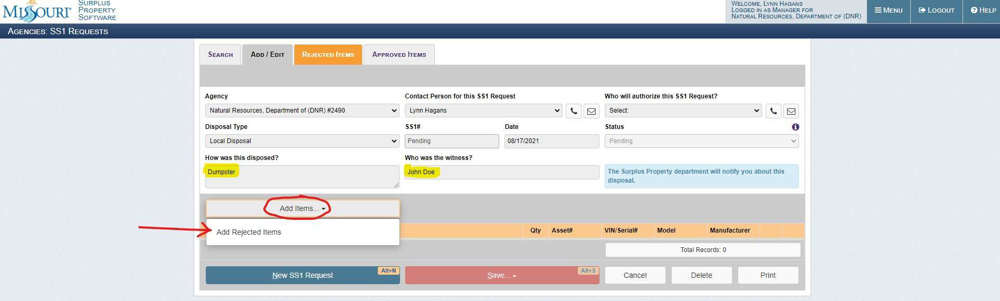 MISSOURI
SURPLUS
PROPERTY
SOFTWARE
WELCOME, LYNN HAGANS
LOGGED IN AS MANAGER FOR
NATURAL RESOURCES, DEPARTMENT OF (DNR)
MENU
LOGOUT
HELP
AGENCIES: SS1 REQUESTS
SEARCH
ADD / EDIT
REJECTED ITEMS
APPROVED ITEMS
Agency
Contact Person for this SS1 Request
Who will authorize this SS1 Request?
Natural Resources, Department of (DNR) #2490
Lynn Hagans
Select:
Disposal Type
SS1#
Date
Status
Local Disposal
Pending
08/17/2021
Pending
How was this disposed?
Who was the witness?
Dumpster
John Doe
The Surplus Property department will notify you about this
disposal.
Add Items...
Add Rejected Items
Qty
Asset#
VIN/Serial#
Model
Manufacturer
Total Records: 0
New SS1 Request
Alt+N
Save...
Alt+S
Cancel
Delete
Print